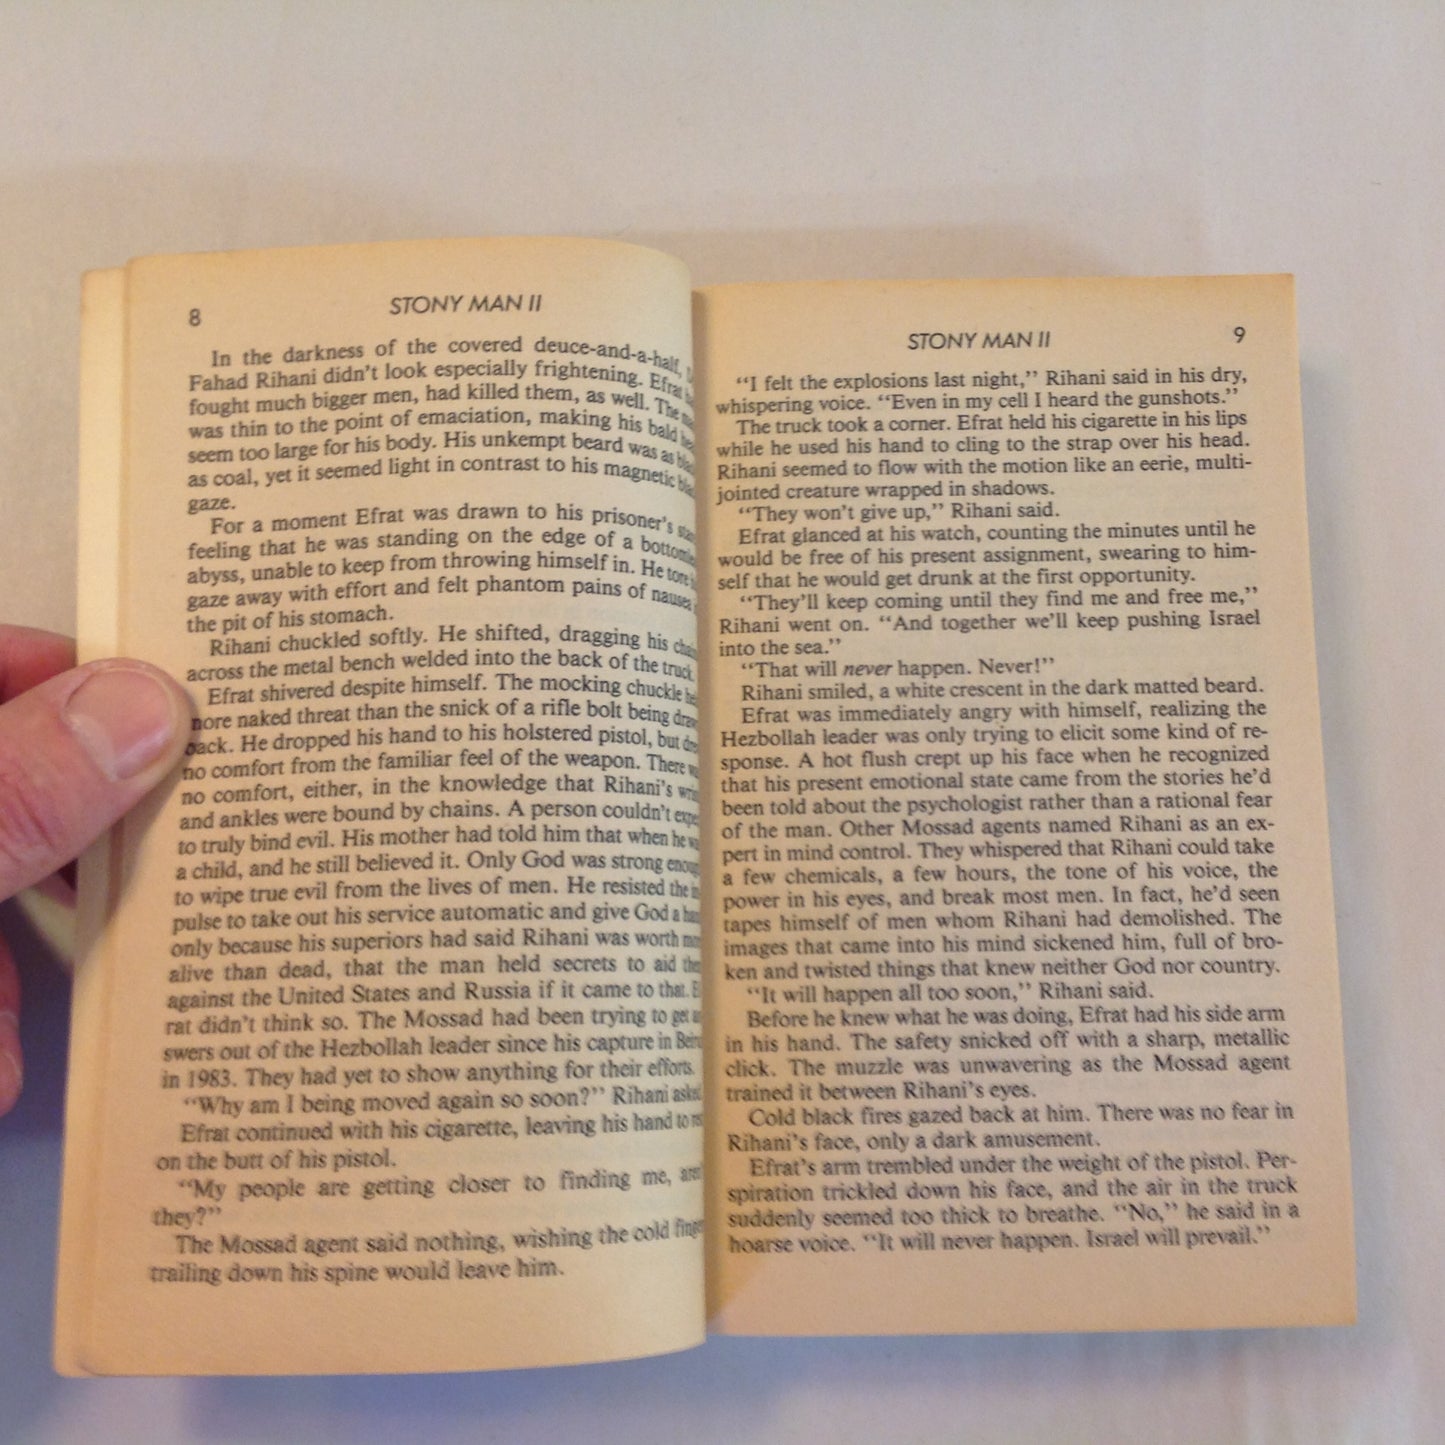 8
STONY MAN II
In the darkness of the covered deuce-and-a-half,
Fahad Rihani didn't look especially frightening. Efrat
fought much bigger men, had killed them, as well. The
was thin to the point of emaciation, making his bald
seem too large for his body. His unkempt beard was as
as coal, yet it seemed light in contrast to his magnetic
gaze.
For a moment Efrat was drawn to his prisoner's
feeling that he was standing on the edge of a
abyss, unable to keep from throwing himself in. He tore
gaze away with effort and felt phantom pains of nausea
the pit of his stomach.
Rihani chuckled softly. He shifted, dragging his
across the metal bench welded into the back of the truck.
Efrat shivered despite himself. The mocking chuckle
more naked threat than the snick of a rifle bolt being
back. He dropped his hand to his holstered pistol, but
no comfort from the familiar feel of the weapon. There
no comfort, either, in the knowledge that Rihani's
and ankles were bound by chains. A person couldn't
to truly bind evil. His mother had told him that when he
a child, and he still believed it. Only God was strong
to wipe true evil from the lives of men. He resisted the
pulse to take out his service automatic and give God a
only because his superiors had said Rihani was worth
alive than dead, that the man held secrets to aid
against the United States and Russia if it came to that.
rat didn't think so. The Mossad had been trying to get
swers out of the Hezbollah leader since his capture in
in 1983. They had yet to show anything for their efforts.
"Why am I being moved again so soon?" Rihani asked
Efrat continued with his cigarette, leaving his hand to
on the butt of his pistol.
"My people are getting closer to finding me,
they?"
The Mossad agent said nothing, wishing the cold
trailing down his spine would leave him.
STONY MAN II
9
"I felt the explosions last night," Rihani said in his dry,
whispering voice. "Even in my cell I heard the gunshots."
The truck took a corner. Efrat held his cigarette in his lips
while he used his hand to cling to the strap over his head.
Rihani seemed to flow with the motion like an eerie, multi-
jointed creature wrapped in shadows.
"They won't give up," Rihani said.
Efrat glanced at his watch, counting the minutes until he
would be free of his present assignment, swearing to him-
self that he would get drunk at the first opportunity.
"They'll keep coming until they find me and free me,"
Rihani went on. "And together we'll keep pushing Israel
into the sea."
"That will never happen. Never!"
Rihani smiled, a white crescent in the dark matted beard.
Efrat was immediately angry with himself, realizing the
Hezbollah leader was only trying to elicit some kind of re-
sponse. A hot flush crept up his face when he recognized
that his present emotional state came from the stories he'd
been told about the psychologist rather than a rational fear
of the man. Other Mossad agents named Rihani as an ex-
pert in mind control. They whispered that Rihani could take
a few chemicals, a few hours, the tone of his voice, the
power in his eyes, and break most men. In fact, he'd seen
tapes himself of men whom Rihani had demolished. The
images that came into his mind sickened him, full of bro-
ken and twisted things that knew neither God nor country.
"It will happen all too soon," Rihani said.
Before he knew what he was doing, Efrat had his side arm
in his hand. The safety snicked off with a sharp, metallic
click. The muzzle was unwavering as the Mossad agent
trained it between Rihani's eyes.
Cold black fires gazed back at him. There was no fear in
Rihani's face, only a dark amusement.
Efrat's arm trembled under the weight of the pistol. Per-
spiration trickled down his face, and the air in the truck
suddenly seemed too thick to breathe. "No," he said in a
hoarse voice. "It will never happen. Israel will prevail."